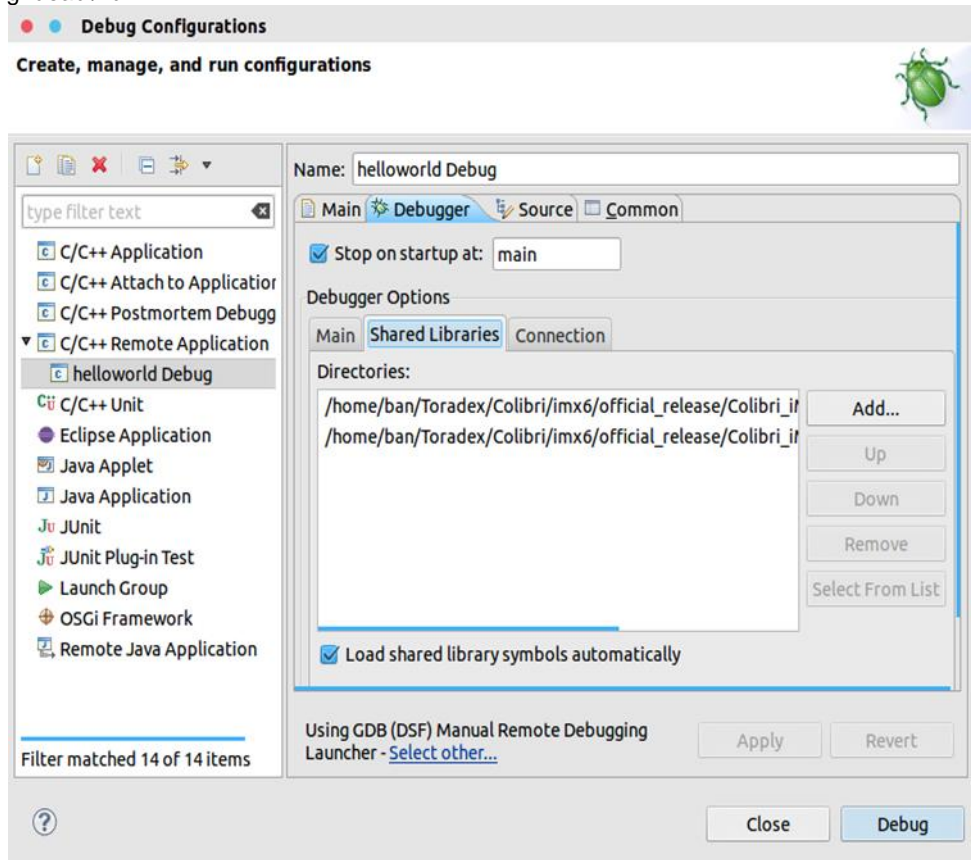 Debug Configurations
Create, manage, and run configurations
type filter text
C/C++ Application
C/C++ Attach to Application
C/C++ Postmortem Debugg
C/C++ Remote Application
helloworld Debug
C/C++ Unit
Eclipse Application
Java Applet
Java Application
JUnit
JUnit Plug-in Test
Launch Group
OSGi Framework
Remote Java Application
Filter matched 14 of 14 items
Name: helloworld Debug
Main Debugger Source Common
Stop on startup at: main
Debugger Options
Main Shared Libraries Connection
Directories:
/home/ban/Toradex/Colibri/imx6/official_release/Colibri_iM
/home/ban/Toradex/Colibri/imx6/official_release/Colibri_iM
Add...
Up
Down
Remove
Select From List
Load shared library symbols automatically
Using GDB (DSF) Manual Remote Debugging
Launcher - Select other...
Apply Revert
Close Debug